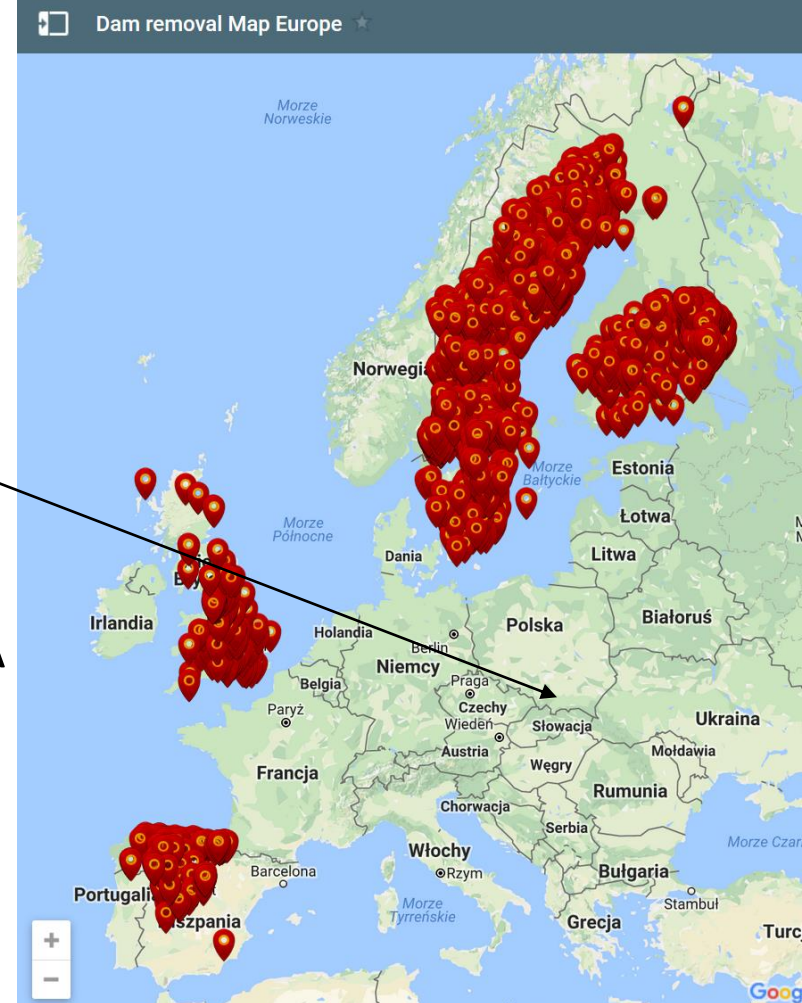 Dam removal Map Europe
Morze
Norweskie
Norwegia
Morze
Bałtyckie
Estonia
Łotwa
Morze
Północne
Dania
Litwa
Irlandia
Polska
Białoruś
Holandia
Berlin
Niemcy
Belgia
Praga
Czechy
Paryż
Wiedeń
Słowacja
Ukraina
Austria
Mołdawia
Węgry
Francja
Rumunia
Chorwacja
Serbia
Morze Czar
Włochy
Barcelona
Rzym
Bułgaria
Portugali
szpania
Morze
Tyrreńskie
Stambuł
Grecja
Turc
+
−
Goog